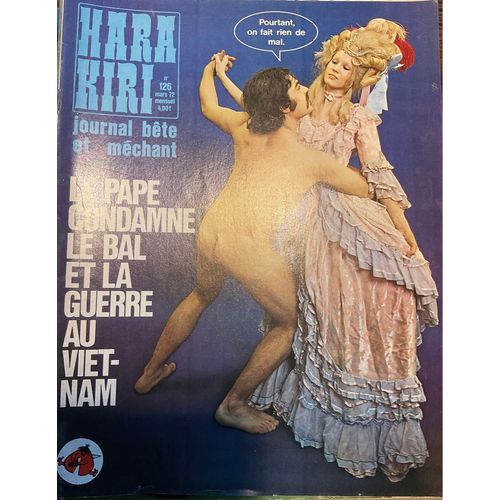 HARA
KIRI
n°
126
mars 72
mensuel
4,00F
journal bête
et méchant
Pourtant,
on fait rien de
mal.
LE PAPE
CONDAMNE
LE BAL
ET LA
GUERRE
AU
VIET-
NAM